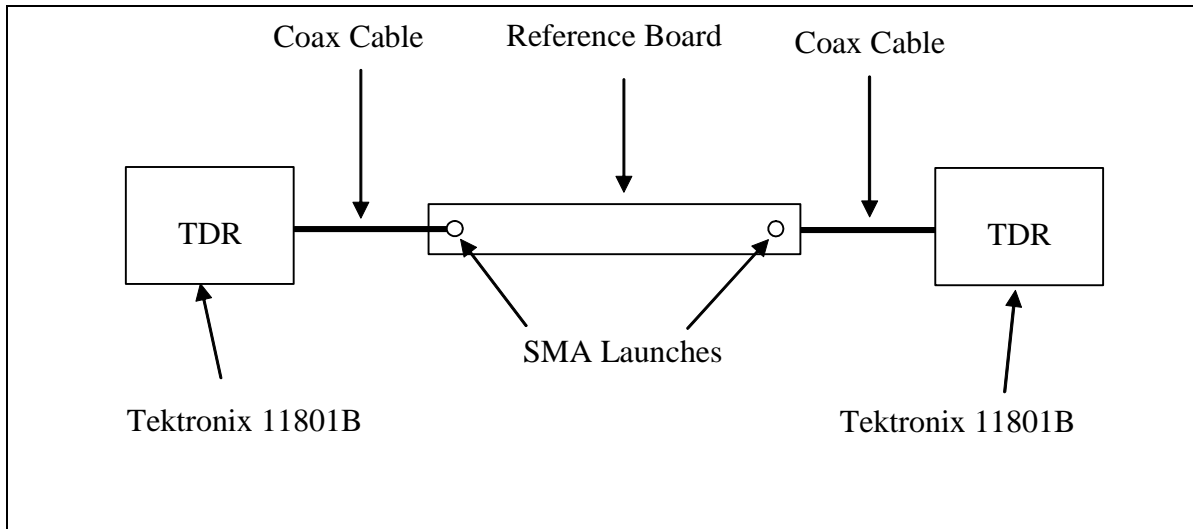 Coax Cable
Reference Board
Coax Cable
TDR
TDR
SMA Launches
Tektronix 11801B
Tektronix 11801B